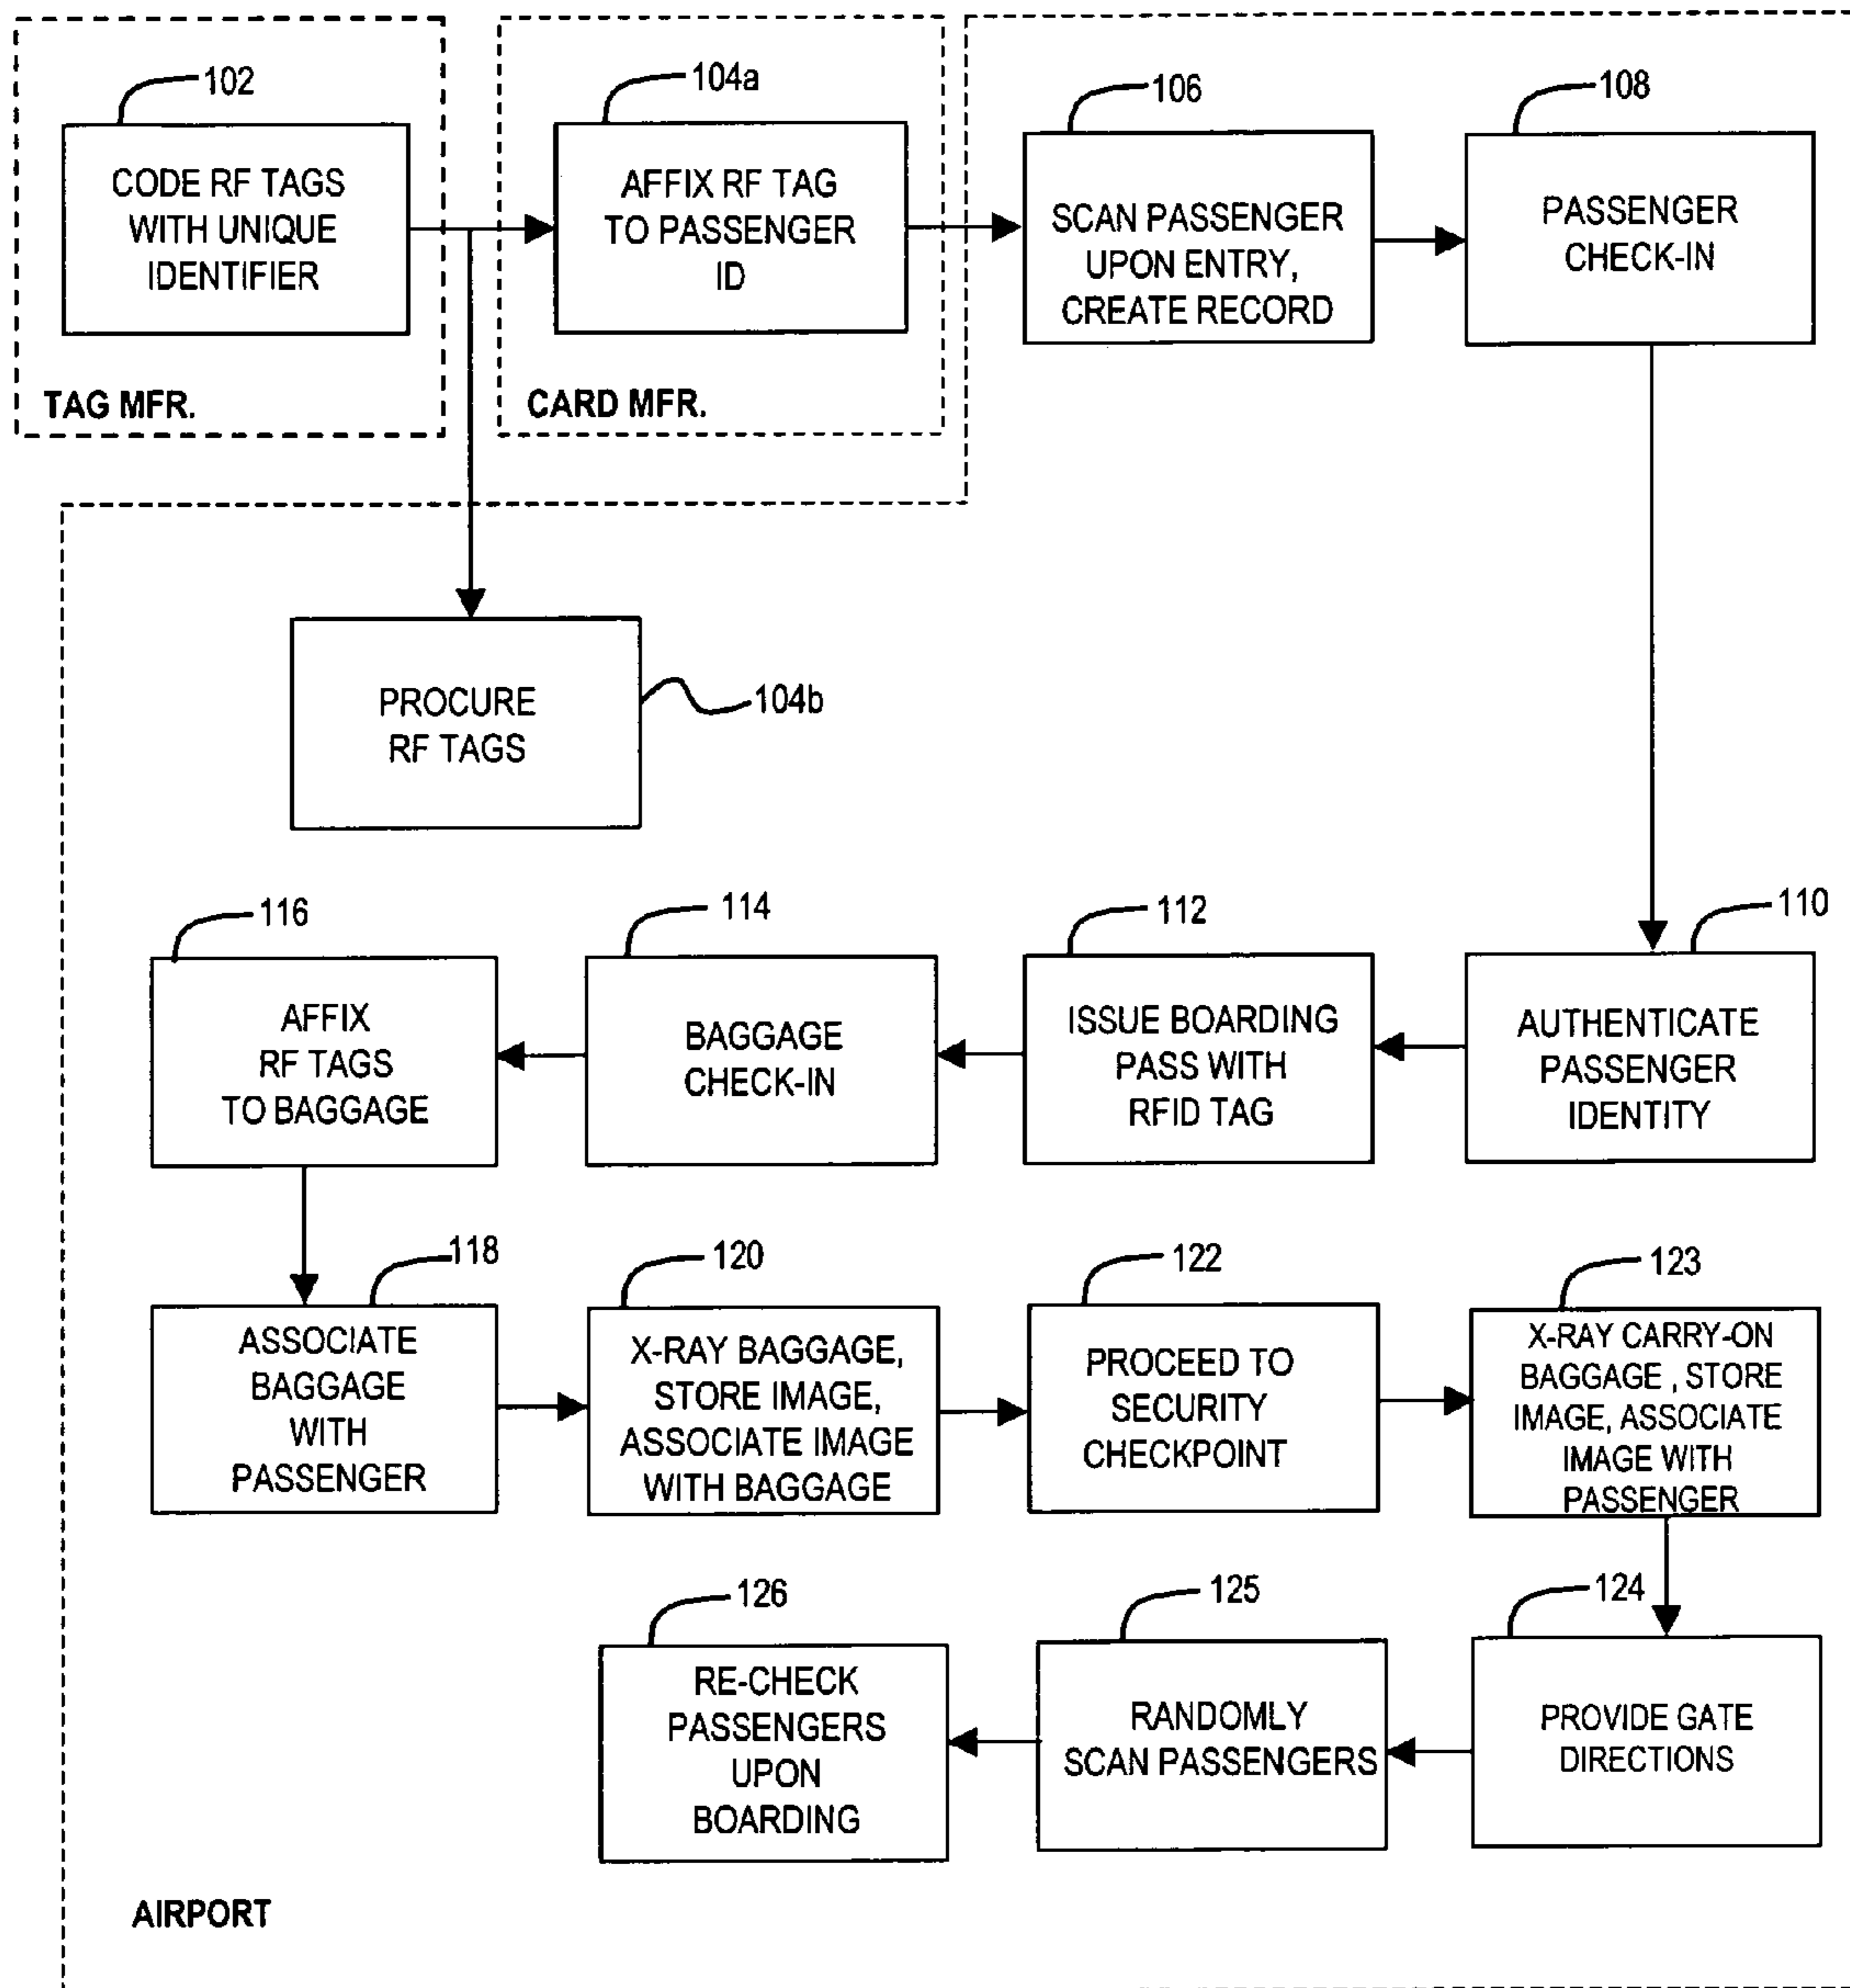 102
CODE RF TAGS
WITH UNIQUE
IDENTIFIER
TAG MFR.
104a
AFFIX RF TAG
TO PASSENGER
ID
CARD MFR.
106
SCAN PASSENGER
UPON ENTRY,
CREATE RECORD
108
PASSENGER
CHECK-IN
PROCURE
RF TAGS
104b
110
AUTHENTICATE
PASSENGER
IDENTITY
112
ISSUE BOARDING
PASS WITH
RFID TAG
114
BAGGAGE
CHECK-IN
116
AFFIX
RF TAGS
TO BAGGAGE
118
ASSOCIATE
BAGGAGE
WITH
PASSENGER
120
X-RAY BAGGAGE,
STORE IMAGE,
ASSOCIATE IMAGE
WITH BAGGAGE
122
PROCEED TO
SECURITY
CHECKPOINT
123
X-RAY CARRY-ON
BAGGAGE , STORE
IMAGE, ASSOCIATE
IMAGE WITH
PASSENGER
124
PROVIDE GATE
DIRECTIONS
125
RANDOMLY
SCAN PASSENGERS
126
RE-CHECK
PASSENGERS
UPON
BOARDING
AIRPORT